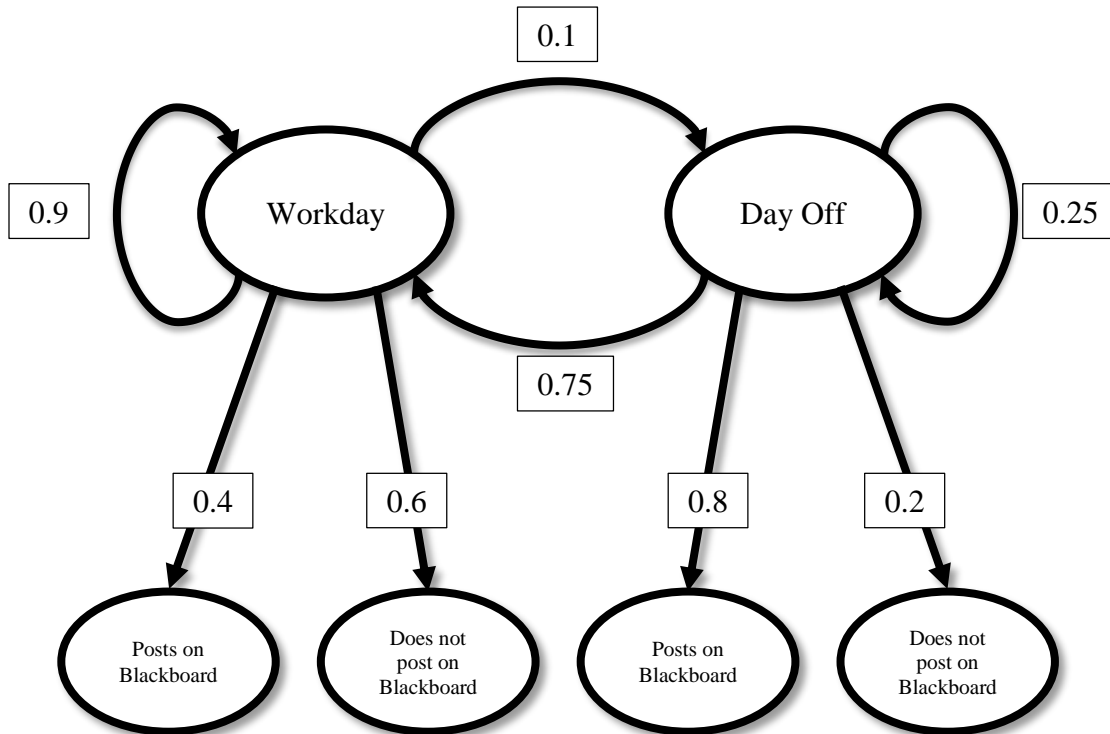 0.1
0.9
Workday
Day Off
0.25
0.75
0.4
0.6
0.8
0.2
Posts on
Blackboard
Does not
post on
Blackboard
Posts on
Blackboard
Does not
post on
Blackboard